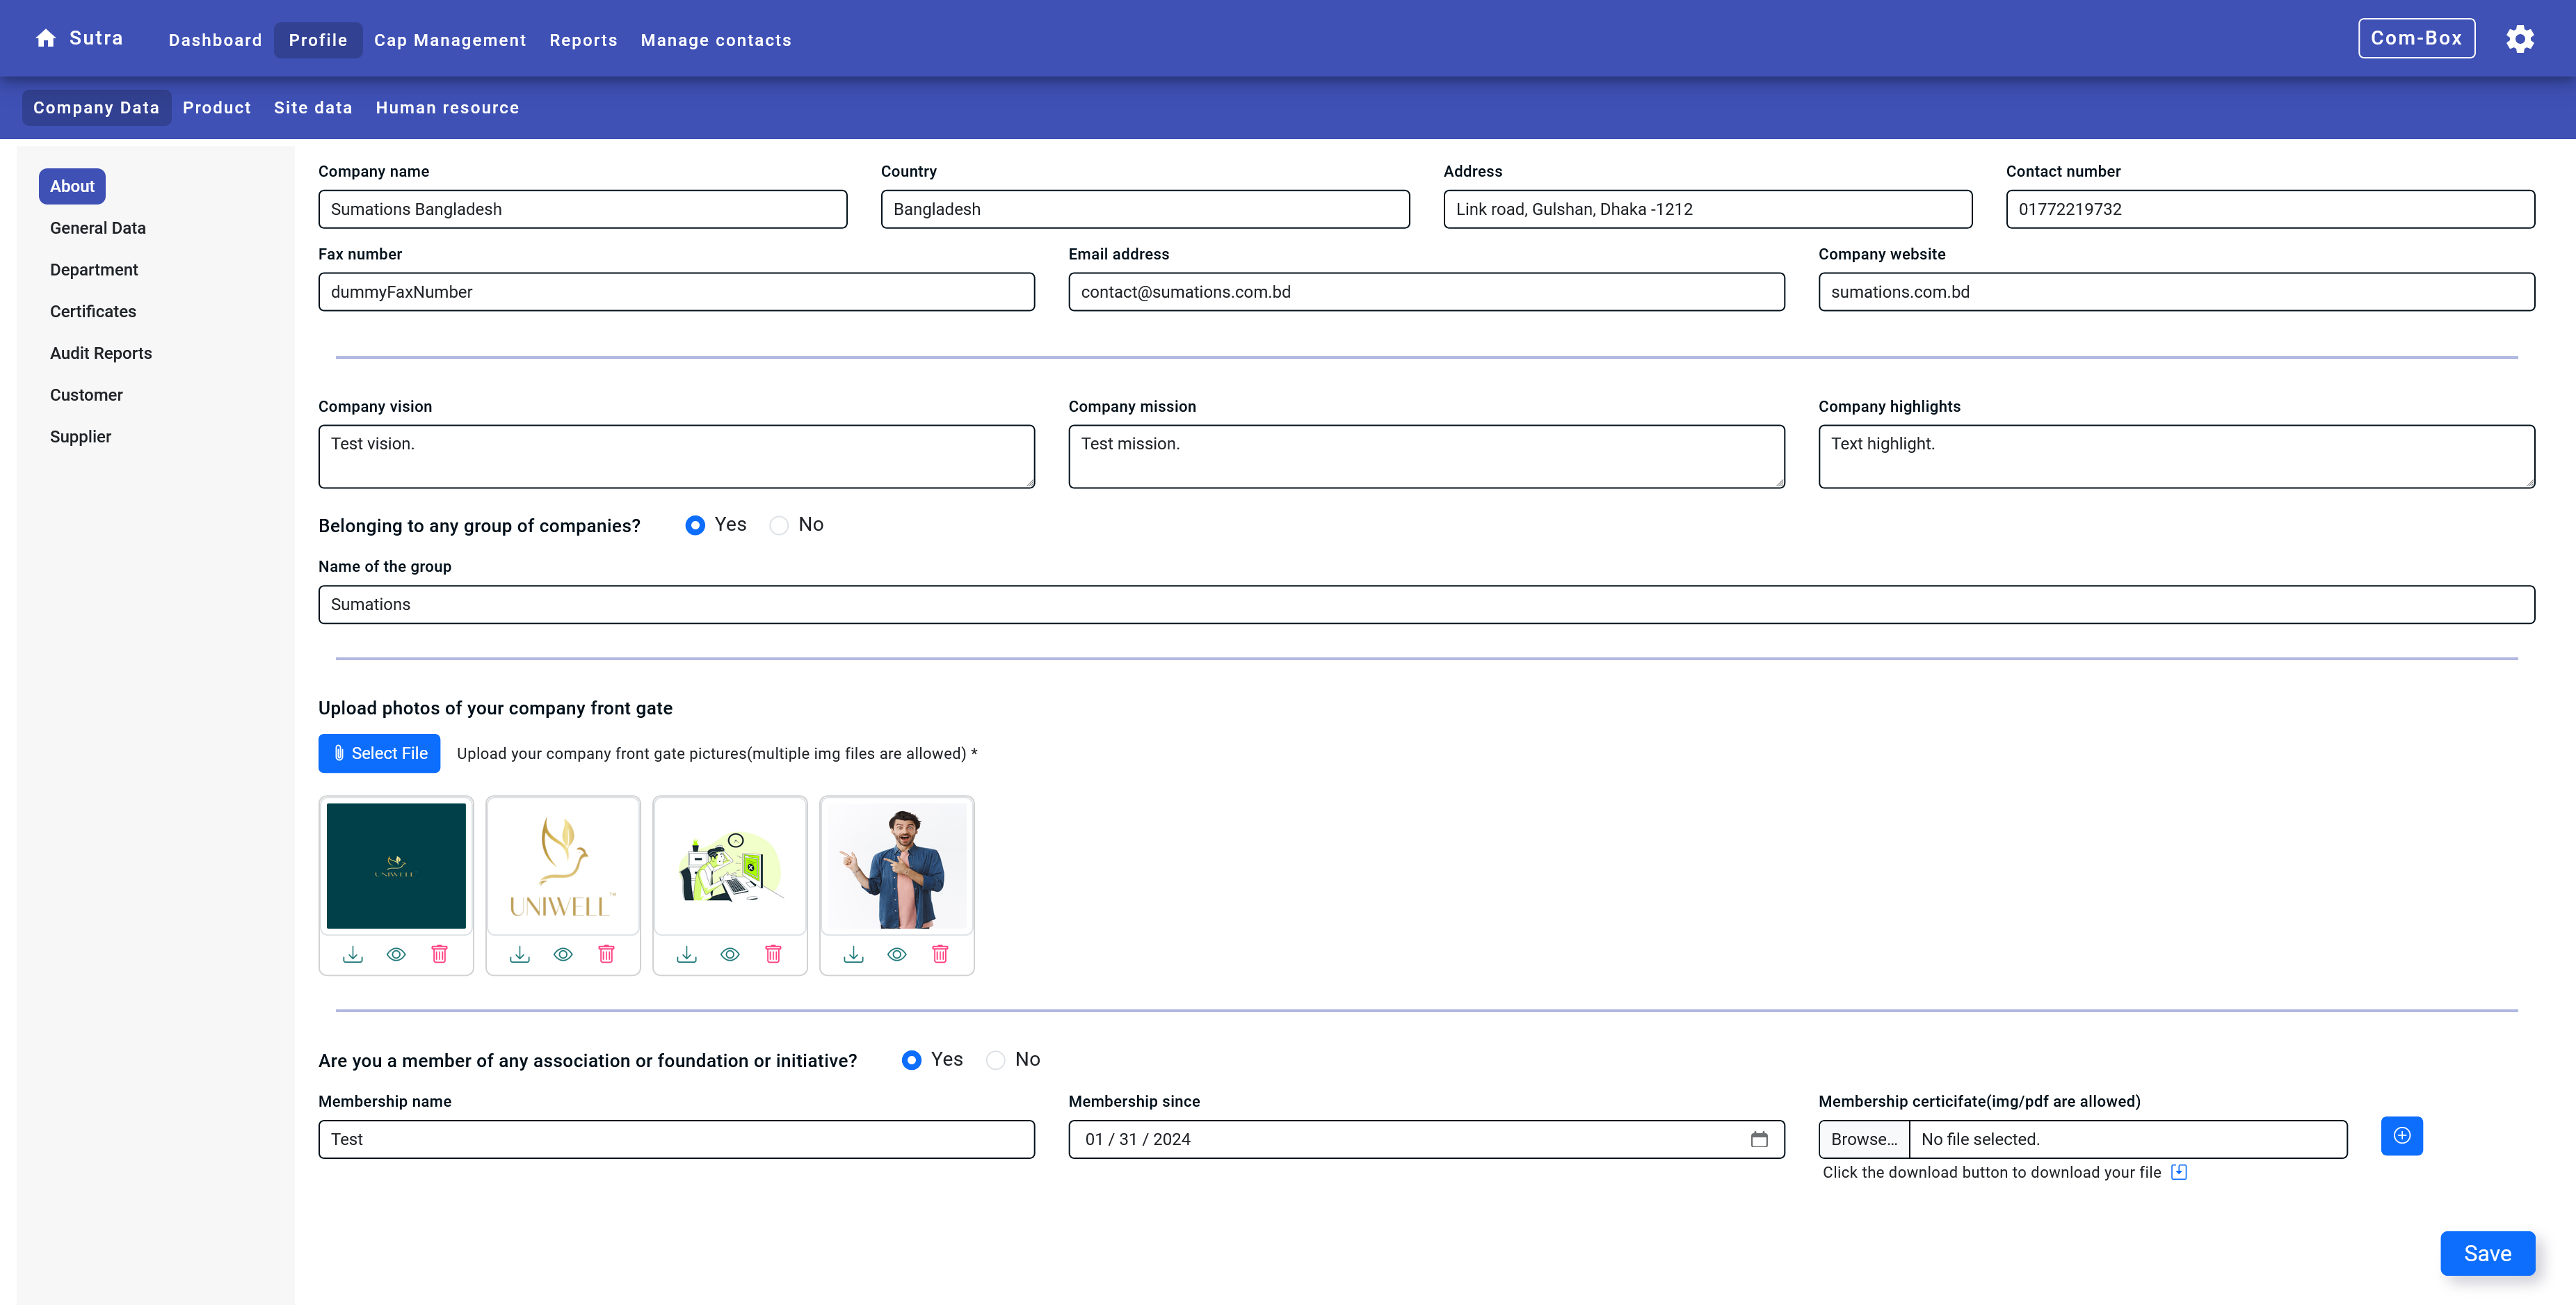 Sutra Dashboard Profile Cap Management Reports Manage contacts Com-Box
Company Data Product Site data Human resource
About
General Data
Department
Certificates
Audit Reports
Customer
Supplier
Company name Country Address Contact number
Sumations Bangladesh Bangladesh Link road, Gulshan, Dhaka -1212 01772219732
Fax number Email address Company website
dummyFaxNumber contact@sumations.com.bd sumations.com.bd
Company vision Company mission Company highlights
Test vision. Test mission. Text highlight.
Belonging to any group of companies? Yes No
Name of the group
Sumations
Upload photos of your company front gate
Select File Upload your company front gate pictures(multiple img files are allowed) *
UNIWELL UNIWELL™
Are you a member of any association or foundation or initiative? Yes No
Membership name Membership since Membership certicifate(img/pdf are allowed)
Test 01 / 31 / 2024 Browse... No file selected.
Click the download button to download your file
Save